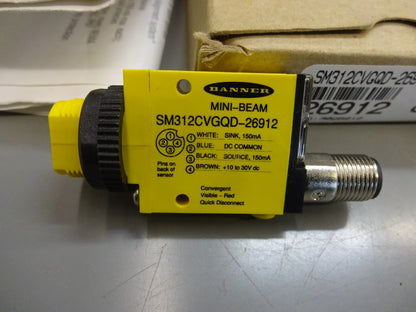 BANNER
MINI-BEAM
SM312CVGQD-26912
1 WHITE: SINK, 150mA
2 BLUE: DC COMMON
3 BLACK: SOURCE, 150mA
4 BROWN: +10 to 30V dc
Pins on
back of
sensor
Convergent
Visible - Red
Quick Disconnect
SM312CVGQD-269
26912